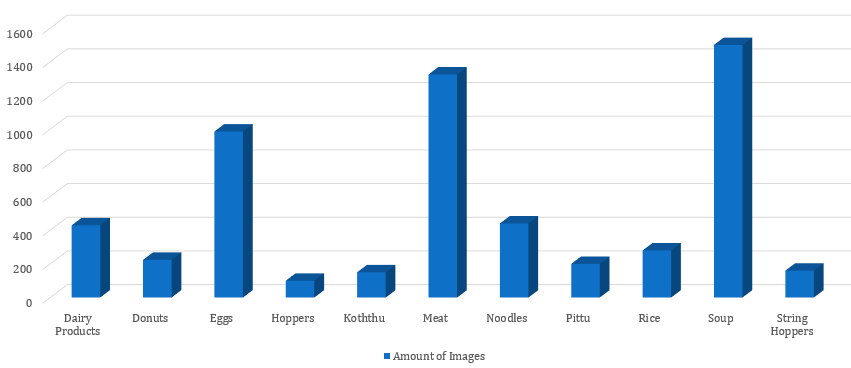 1600
1400
1200
1000
800
600
400
200
0
Dairy Products
Donuts
Eggs
Hoppers
Koththu
Meat
Noodles
Pittu
Rice
Soup
String Hoppers
Amount of Images